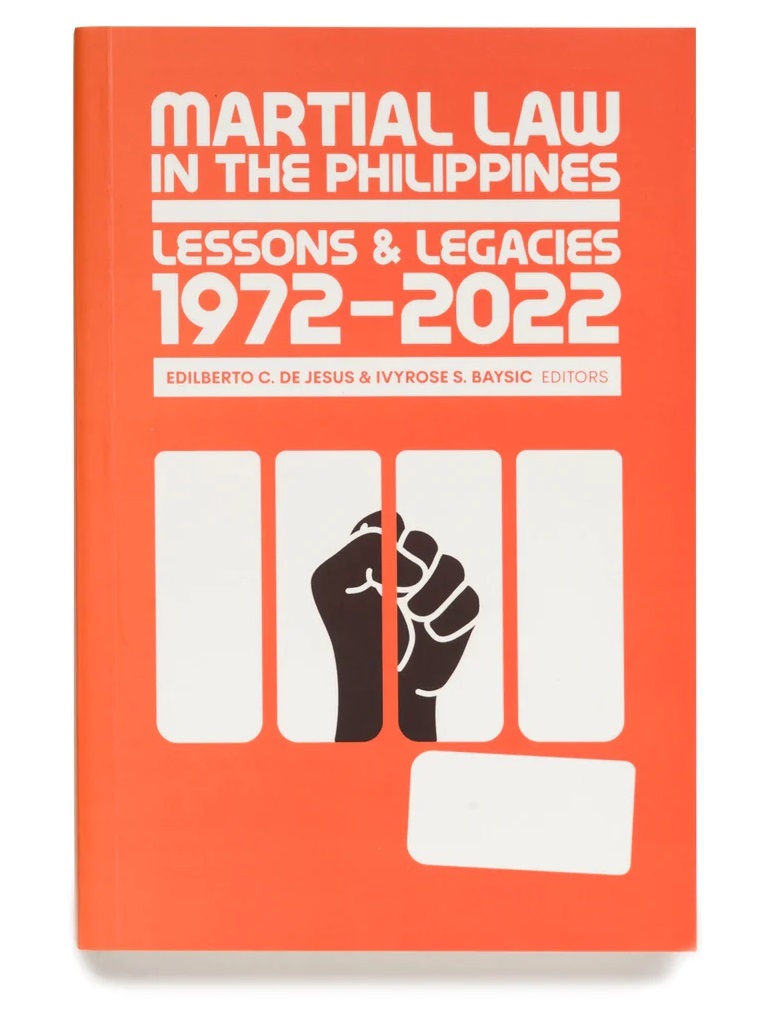 MARTIAL LAW
IN THE PHILIPPINES
LESSONS & LEGACIES
1972-2022
EDILBERTO C. DE JESUS & IVYROSE S. BAYSIC EDITORS